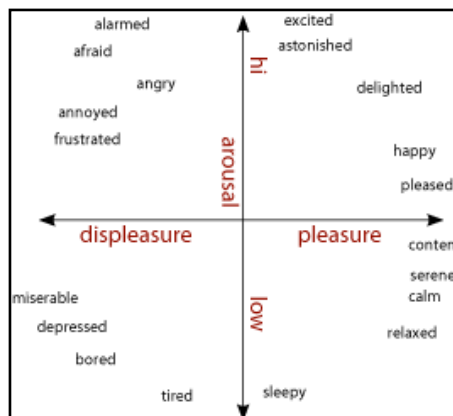 alarmed
excited
astonished
afraid
hi
angry
delighted
annoyed
frustrated
arousal
happy
pleased
displeasure
pleasure
conten
serene
calm
miserable
low
depressed
relaxed
bored
tired
sleepy